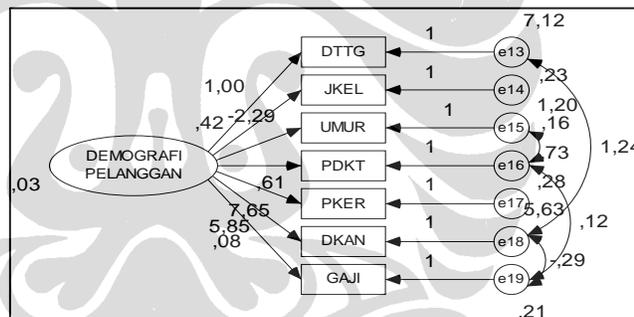 7,12
1
DTTG
e13
,23
1
JKEL
e14
1,00
-2,29
,42
1,20
1
UMUR
e15
,16
DEMOGRAFI
PELANGGAN
,03
1
PDKT
e16
,73
1,24
,28
,61
1
PKER
e17
5,63
7,65
5,85
,08
1
DKAN
e18
,12
-,29
1
GAJI
e19
,21